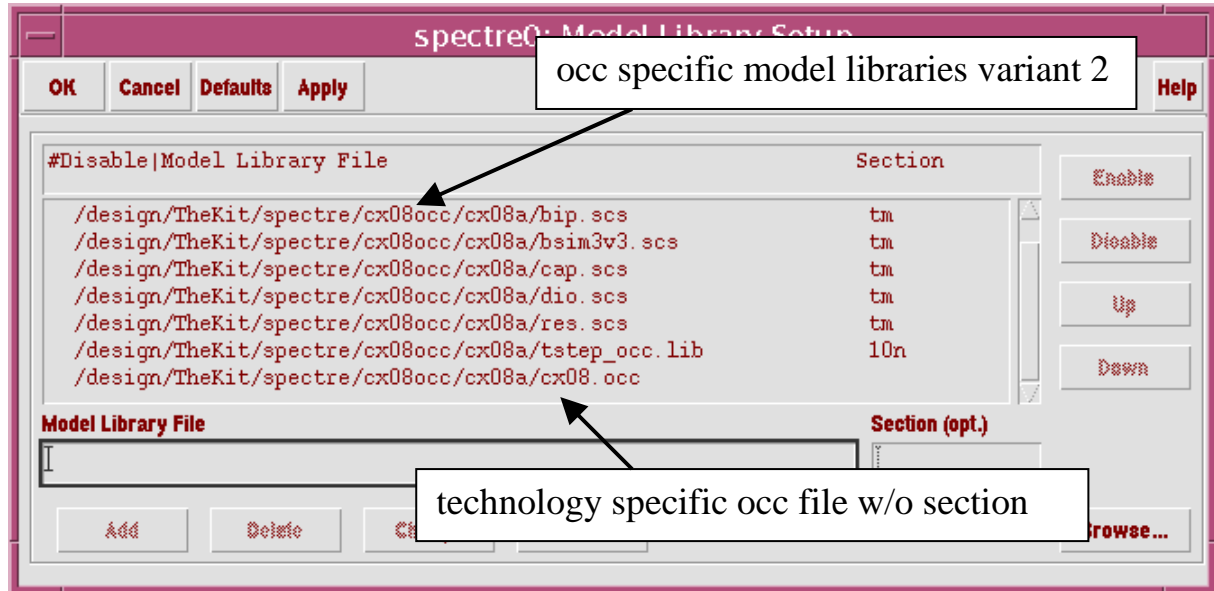 spectre0: Model Library Setup
occ specific model libraries variant 2
OK Cancel Defaults Apply Help
#Disable|Model Library File Section
Enable
/design/TheKit/spectre/cx08occ/cx08a/bip.scs tm
/design/TheKit/spectre/cx08occ/cx08a/bsim3v3.scs tm
Disable
/design/TheKit/spectre/cx08occ/cx08a/cap.scs tm
/design/TheKit/spectre/cx08occ/cx08a/dio.scs tm
Up
/design/TheKit/spectre/cx08occ/cx08a/res.scs tm
/design/TheKit/spectre/cx08occ/cx08a/tstep_occ.lib 10n
Down
/design/TheKit/spectre/cx08occ/cx08a/cx08.occ
Model Library File Section (opt.)
technology specific occ file w/o section
Add Delete Browse...